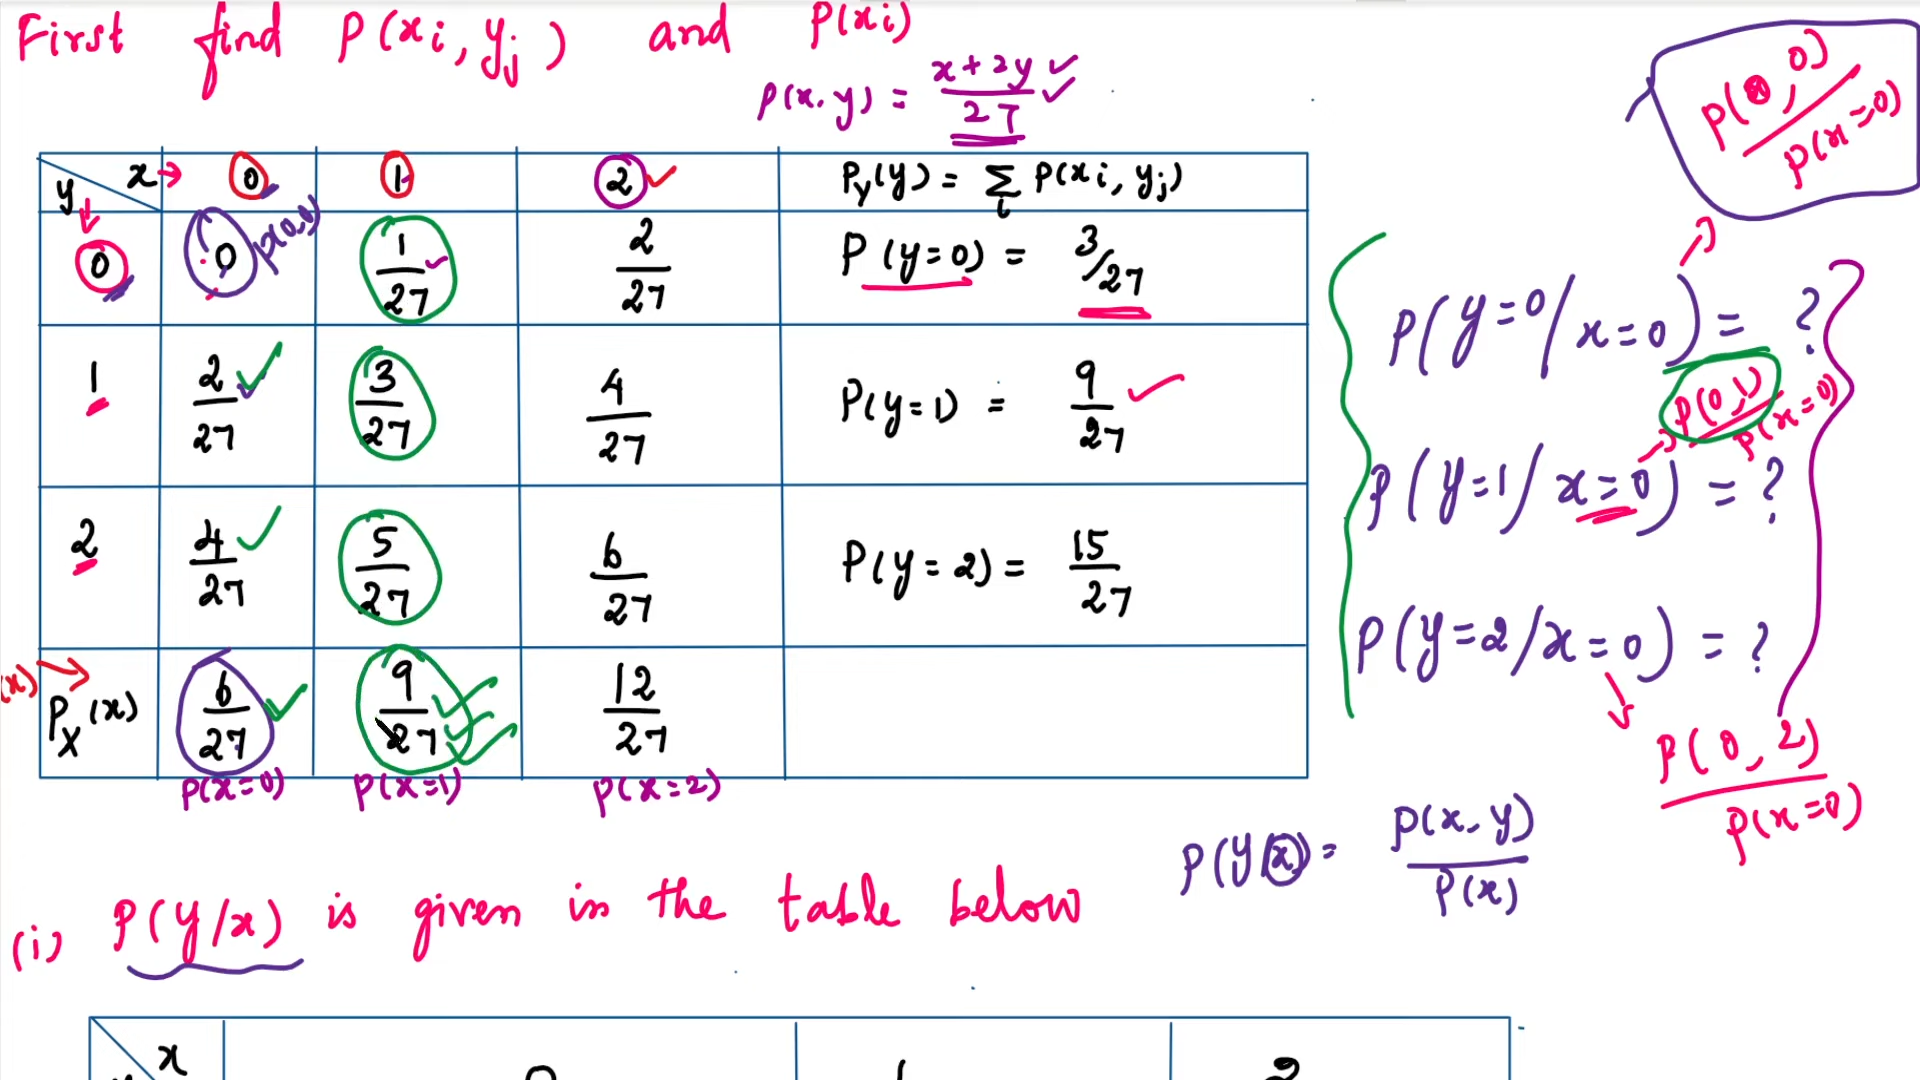 First find P(xi, yj) and P(xi)
P(x,y) = x+2y / 27
P(0, 0) / P(x=0)
y x → 0 1 2 Py(y) = Σi P(xi, yj)
0 0 P(0,0) 1/27 2/27 P(y=0) = 3/27
1 2/27 3/27 4/27 P(y=1) = 9/27
2 4/27 5/27 6/27 P(y=2) = 15/27
(x) → PX(x) 6/27 9/27 12/27
P(x=0) P(x=1) P(x=2)
P(y=0/x=0) = ?
P(0,1) / P(x=0)
P(y=1/x=0) = ?
P(y=2/x=0) = ?
P(0, 2) / P(x=0)
P(y/x) = P(x,y) / P(x)
(i) P(y/x) is given in the table below
x 0 1 2